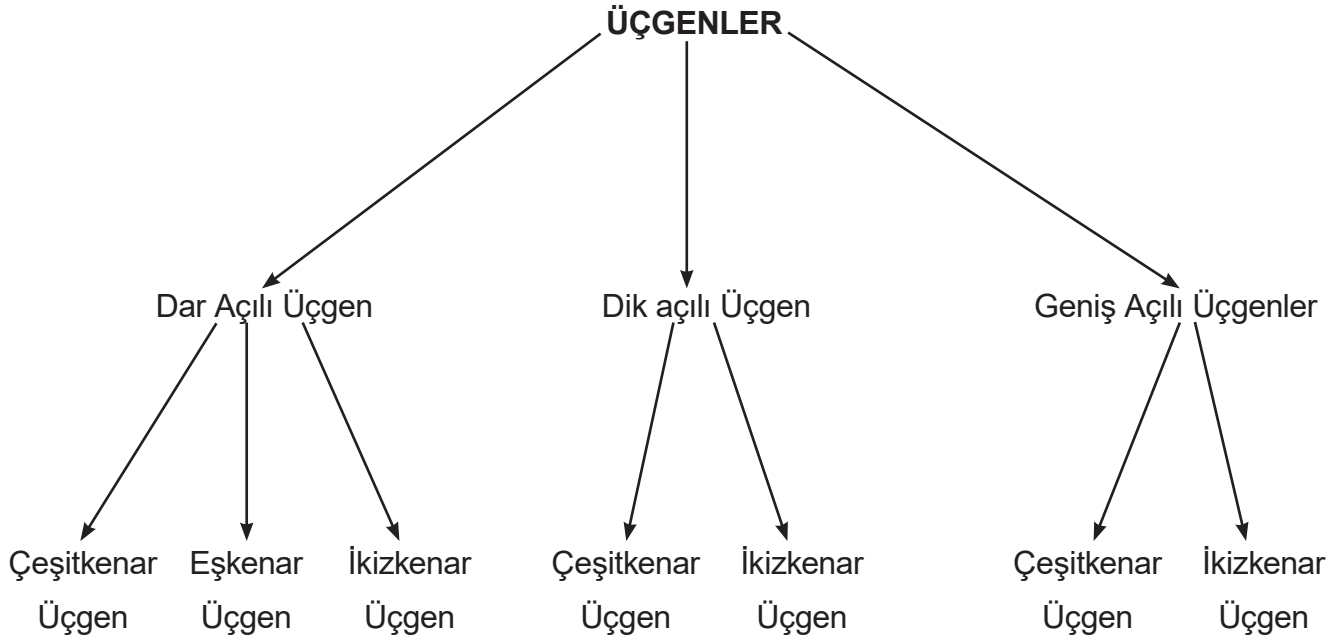 ÜÇGENLER
Dar Açılı Üçgen
Dik açılı Üçgen
Geniş Açılı Üçgenler
Çeşitkenar
Üçgen
Eşkenar
Üçgen
İkizkenar
Üçgen
Çeşitkenar
Üçgen
İkizkenar
Üçgen
Çeşitkenar
Üçgen
İkizkenar
Üçgen